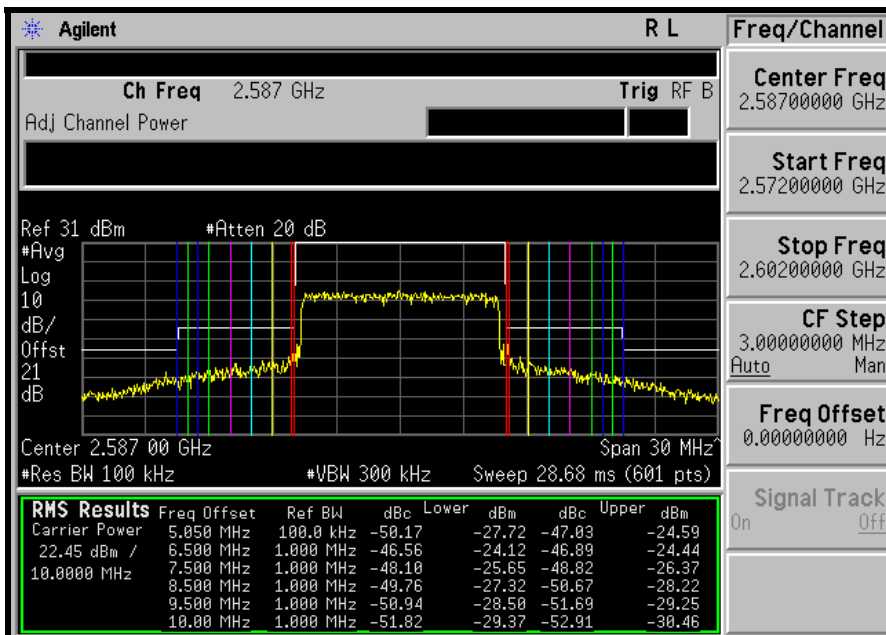 Agilent R L Freq/Channel
Ch Freq 2.587 GHz Trig RF B
Adj Channel Power
Center Freq
2.58700000 GHz
Start Freq
2.57200000 GHz
Stop Freq
2.60200000 GHz
CF Step
3.00000000 MHz
Auto Man
Freq Offset
0.00000000 Hz
Signal Track
On Off
Ref 31 dBm #Atten 20 dB
#Avg
Log
10
dB/
Offst
21
dB
Center 2.587 00 GHz Span 30 MHz^
#Res BW 100 kHz #VBW 300 kHz Sweep 28.68 ms (601 pts)
RMS Results Freq Offset Ref BW dBc Lower dBm dBc Upper dBm
Carrier Power 5.050 MHz 100.0 kHz -50.17 -27.72 -47.03 -24.59
22.45 dBm / 6.500 MHz 1.000 MHz -46.56 -24.12 -46.89 -24.44
10.0000 MHz 7.500 MHz 1.000 MHz -48.10 -25.65 -48.82 -26.37
8.500 MHz 1.000 MHz -49.76 -27.32 -50.67 -28.22
9.500 MHz 1.000 MHz -50.94 -28.50 -51.69 -29.25
10.00 MHz 1.000 MHz -51.82 -29.37 -52.91 -30.46